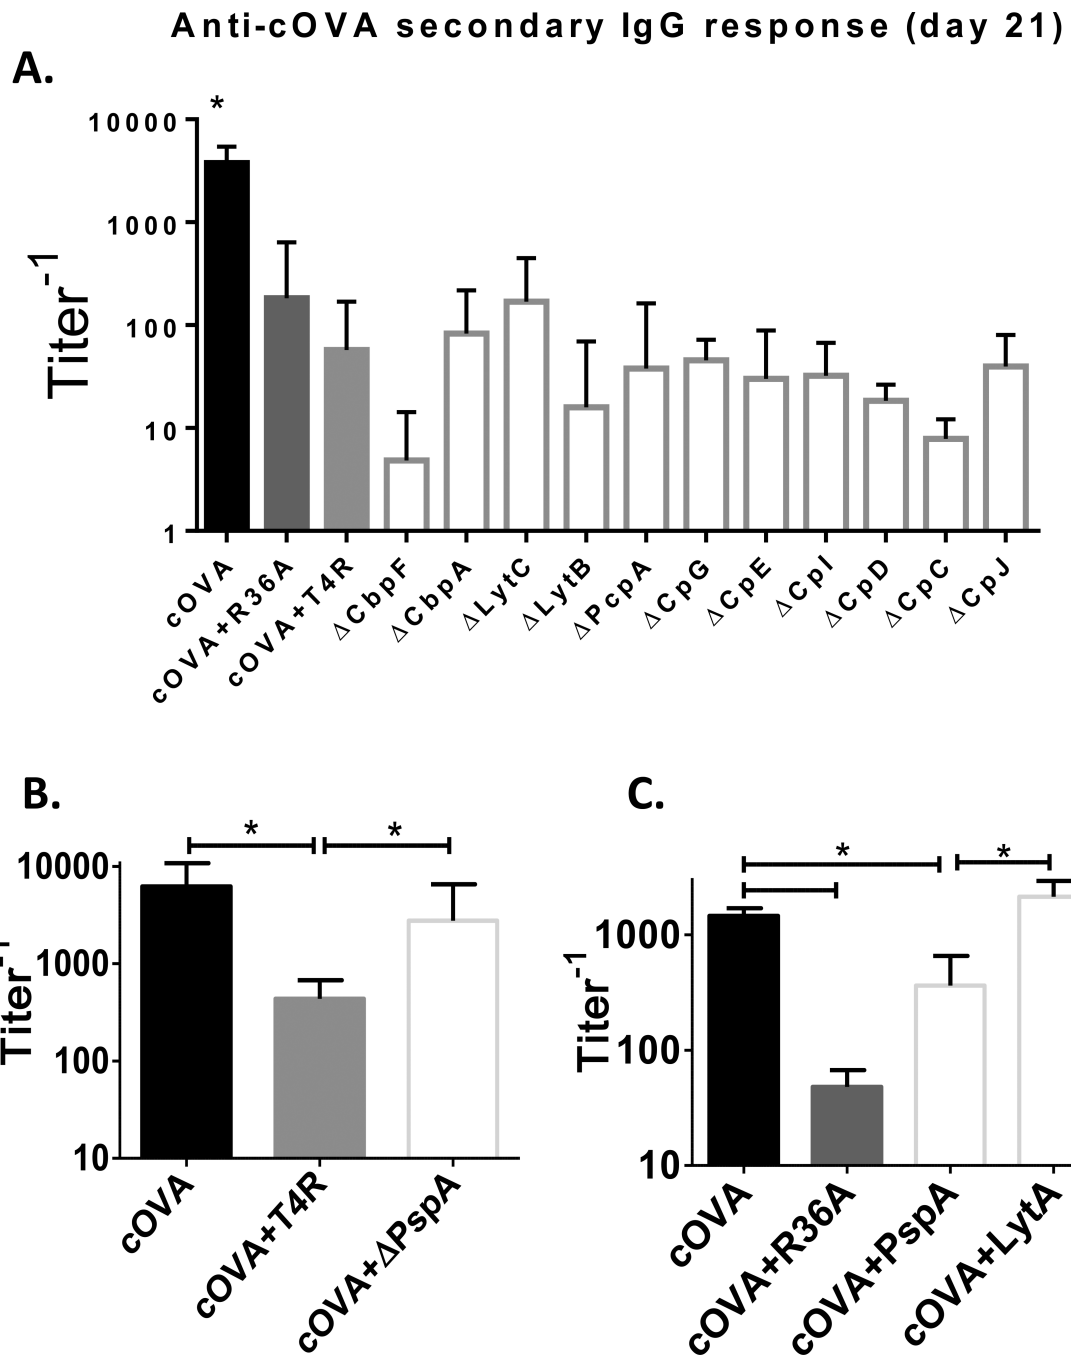 Anti-cOVA secondary IgG response (day 21)
A.
*
10000
1000
100
10
1
Titer-1
cOVA
cOVA+R36A
cOVA+T4R
ΔCbpF
ΔCbpA
ΔLytC
ΔLytB
ΔPcpA
ΔCpG
ΔCpE
ΔCpI
ΔCpD
ΔCpC
ΔCpJ
B.
* *
10000
1000
100
10
Titer-1
cOVA
cOVA+T4R
cOVA+ΔPspA
C.
* *
1000
100
10
Titer-1
cOVA
cOVA+R36A
cOVA+PspA
cOVA+LytA